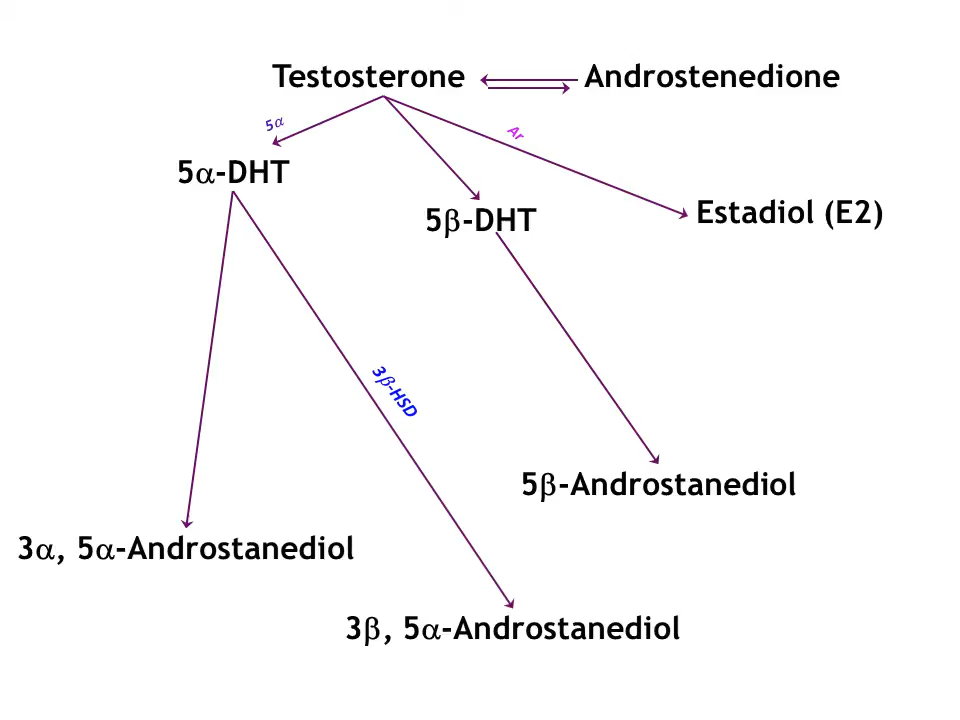 Testosterone
Androstenedione
5α
Ar
5α-DHT
Estadiol (E2)
5β-DHT
3β-HSD
5β-Androstanediol
3α, 5α-Androstanediol
3β, 5α-Androstanediol